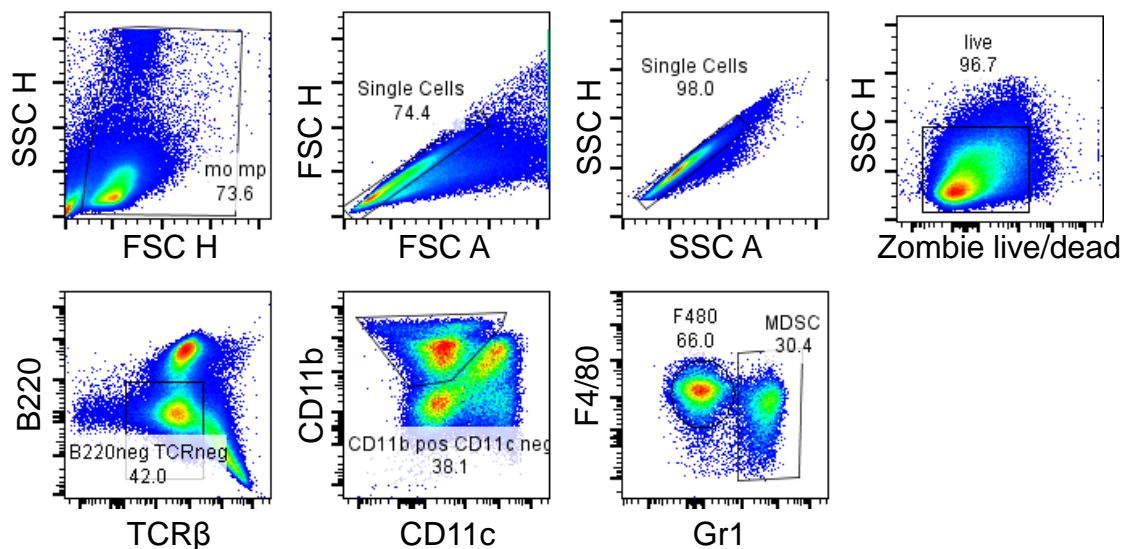 SSC H
mo mp
73.6
FSC H
FSC H
Single Cells
74.4
FSC A
SSC H
Single Cells
98.0
SSC A
SSC H
live
96.7
Zombie live/dead
B220
B220neg TCRneg
42.0
TCRβ
CD11b
CD11b pos CD11c neg
38.1
CD11c
F4/80
F480
66.0
MDSC
30.4
Gr1